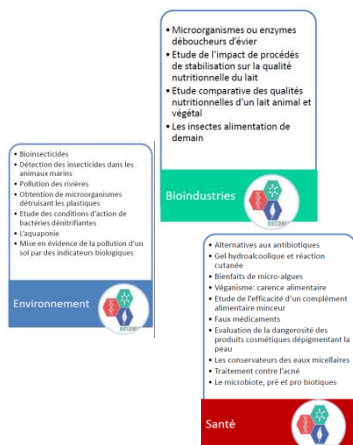 • Microorganismes ou enzymes
déboucheurs d'évier
• Etude de l'impact de procédés
de stabilisation sur la qualité
nutritionnelle du lait
• Etude comparative des qualités
nutritionnelles d'un lait animal et
végétal
• Les insectes alimentation de
demain
Bioindustries
• Bioinsecticides
• Détection des insecticides dans les
animaux marins
• Pollution des rivières
• Obtention de microorganismes
détruisant les plastiques
• Etude des conditions d'action de
bactéries dénitrifiantes
• L'aquaponie
• Mise en évidence de la pollution d'un
sol par des indicateurs biologiques
Environnement
• Alternatives aux antibiotiques
• Gel hydroalcoolique et réaction
cutanée
• Bienfaits de micro-algues
• Véganisme: carence alimentaire
• Etude de l'efficacité d'un complément
alimentaire minceur
• Faux médicaments
• Evaluation de la dangerosité des
produits cosmétiques dépigmentant la
peau
• Les conservateurs des eaux micellaires
• Traitement contre l'acné
• Le microbiote, pré et pro biotiques
Santé